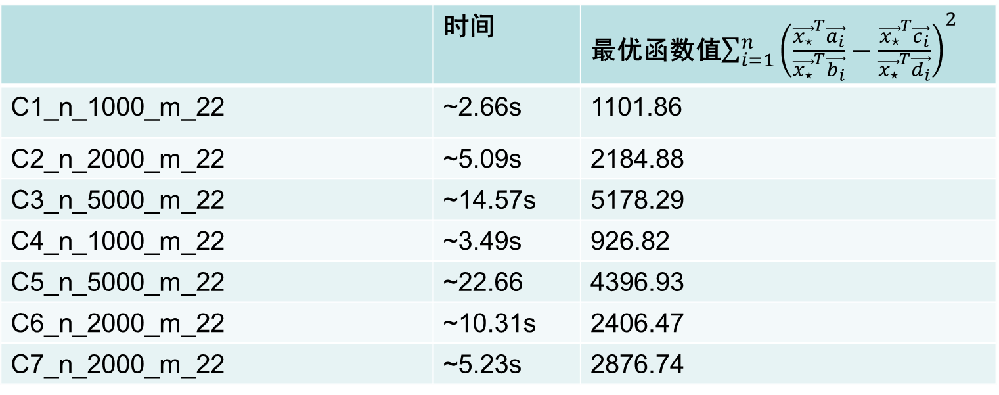 时间
最优函数值$\sum_{i=1}^{n}\left(\frac{\overrightarrow{x_\star}^T\overrightarrow{a_i}}{\overrightarrow{x_\star}^T\overrightarrow{b_i}}-\frac{\overrightarrow{x_\star}^T\overrightarrow{c_i}}{\overrightarrow{x_\star}^T\overrightarrow{d_i}}\right)^2$
C1_n_1000_m_22 ~2.66s 1101.86
C2_n_2000_m_22 ~5.09s 2184.88
C3_n_5000_m_22 ~14.57s 5178.29
C4_n_1000_m_22 ~3.49s 926.82
C5_n_5000_m_22 ~22.66 4396.93
C6_n_2000_m_22 ~10.31s 2406.47
C7_n_2000_m_22 ~5.23s 2876.74